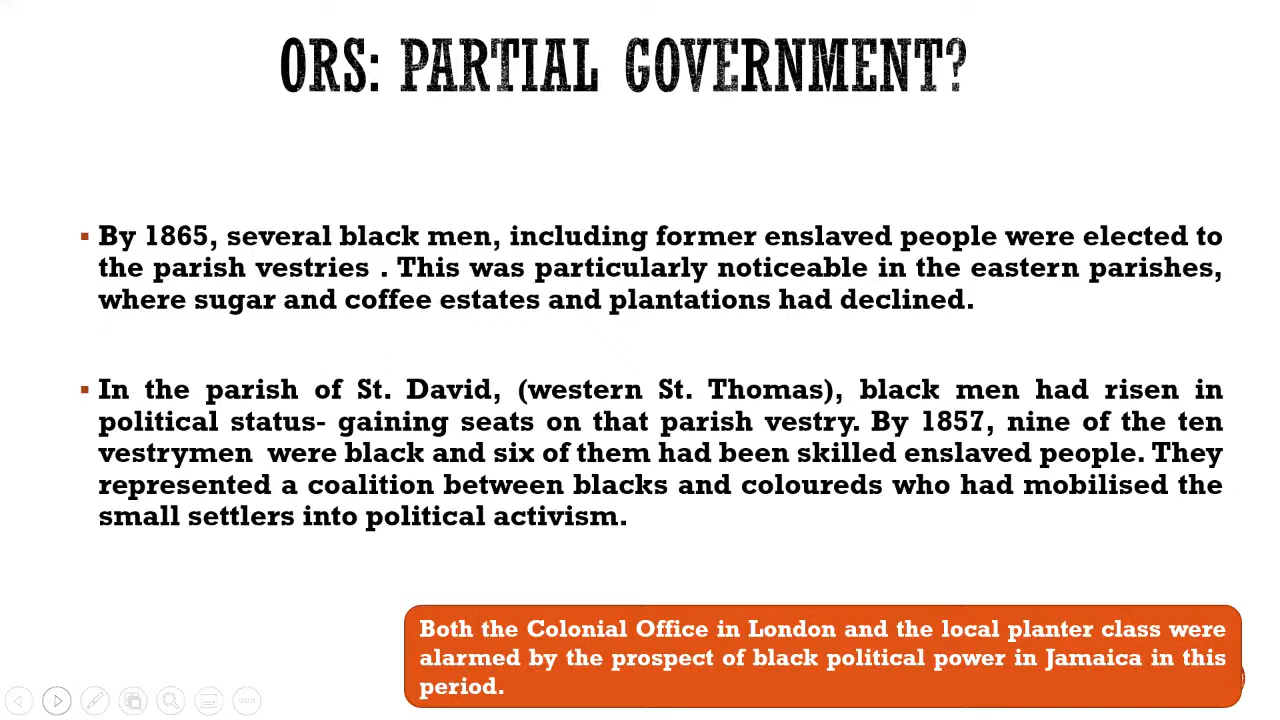 ORS: PARTIAL GOVERNMENT?
▪ By 1865, several black men, including former enslaved people were elected to
the parish vestries . This was particularly noticeable in the eastern parishes,
where sugar and coffee estates and plantations had declined.
▪ In the parish of St. David, (western St. Thomas), black men had risen in
political status- gaining seats on that parish vestry. By 1857, nine of the ten
vestrymen were black and six of them had been skilled enslaved people. They
represented a coalition between blacks and coloureds who had mobilised the
small settlers into political activism.
Both the Colonial Office in London and the local planter class were
alarmed by the prospect of black political power in Jamaica in this
period.